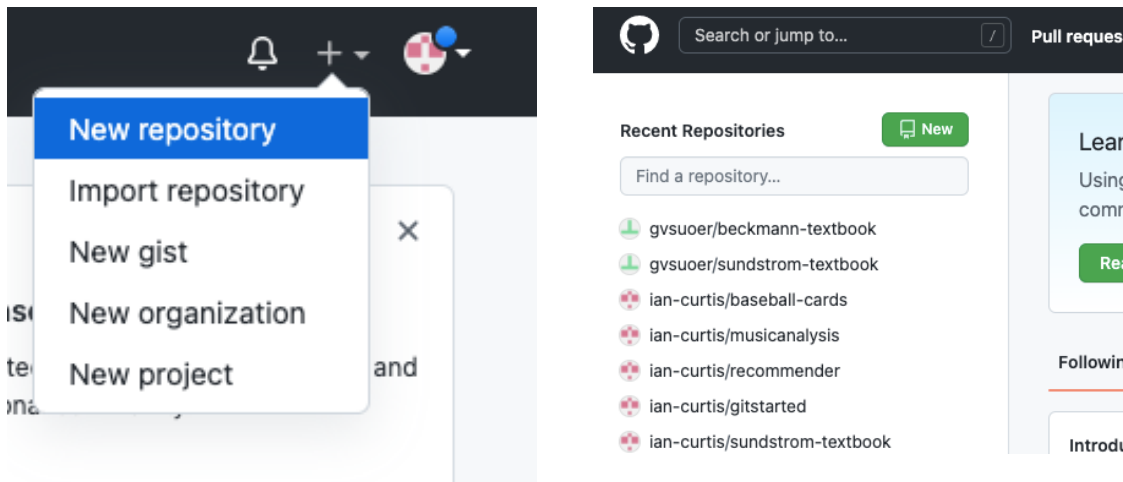 New repository
Import repository
New gist
New organization
New project
and
Search or jump to...
/
Pull reques
Recent Repositories
New
Find a repository...
gvsuoer/beckmann-textbook
gvsuoer/sundstrom-textbook
ian-curtis/baseball-cards
ian-curtis/musicanalysis
ian-curtis/recommender
ian-curtis/gitstarted
ian-curtis/sundstrom-textbook
Lear
Using
comm
Rea
Followin
Introdu